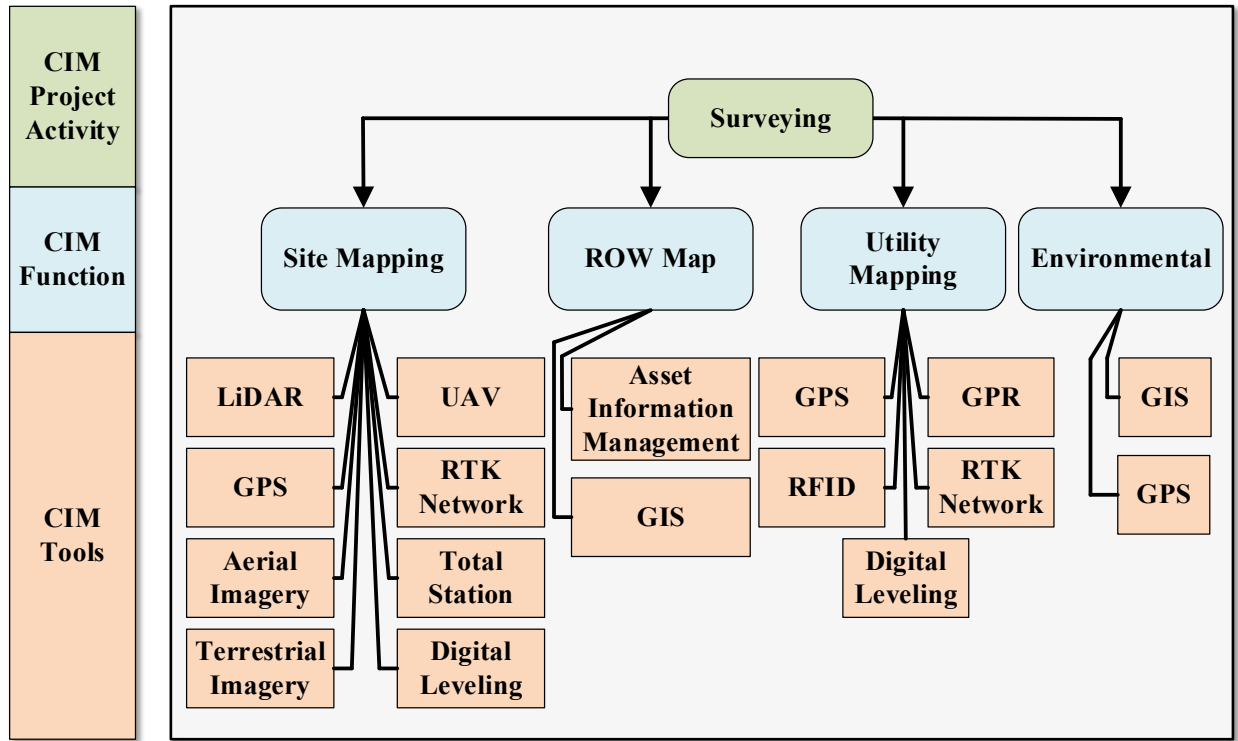 CIM
Project
Activity
CIM
Function
CIM
Tools
Surveying
Site Mapping
ROW Map
Utility
Mapping
Environmental
LiDAR
UAV
GPS
RTK
Network
Aerial
Imagery
Total
Station
Terrestrial
Imagery
Digital
Leveling
Asset
Information
Management
GIS
GPS
GPR
RFID
RTK
Network
Digital
Leveling
GIS
GPS